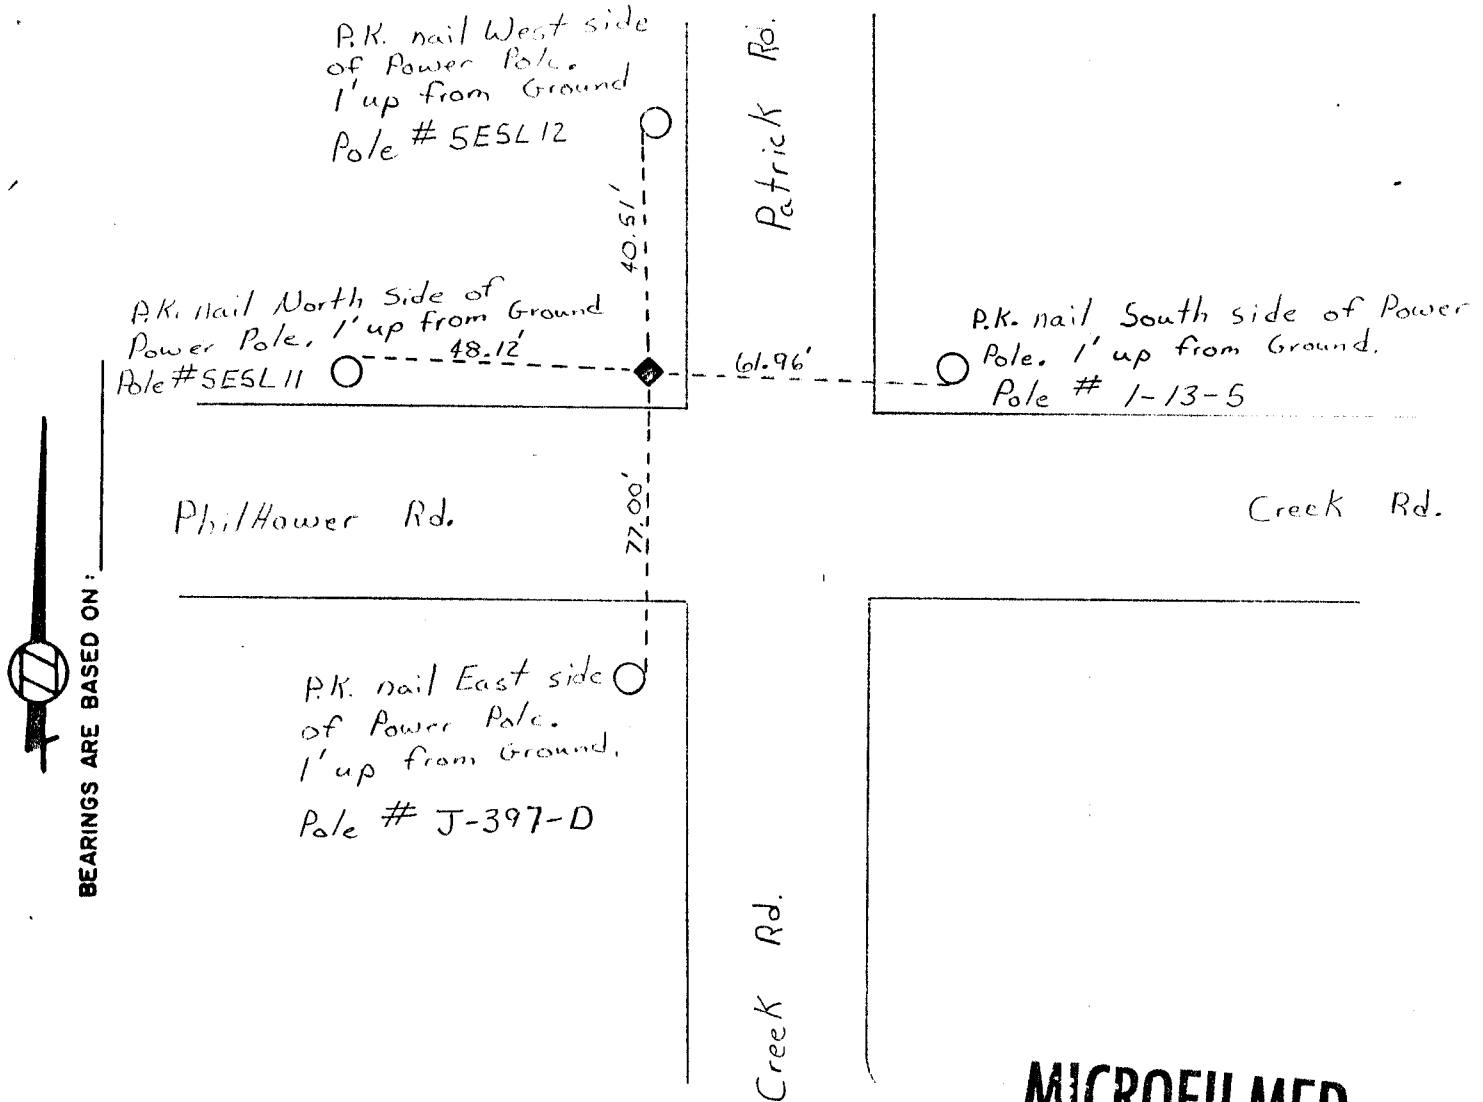 P.K. nail West side
of Power Pole.
1' up from Ground
Pole # SESL12
Patrick Rd.
40.51'
P.K. nail North Side of
Power Pole. 1' up from Ground
Pole # SESL11
48.12'
61.96'
P.K. nail South side of Power
Pole. 1' up from Ground.
Pole # 1-13-5
PhilHower Rd.
77.00'
Creek Rd.
BEARINGS ARE BASED ON:
P.K. nail East side
of Power Pole.
1' up from Ground.
Pole # J-397-D
Creek Rd.
MICROFILMED